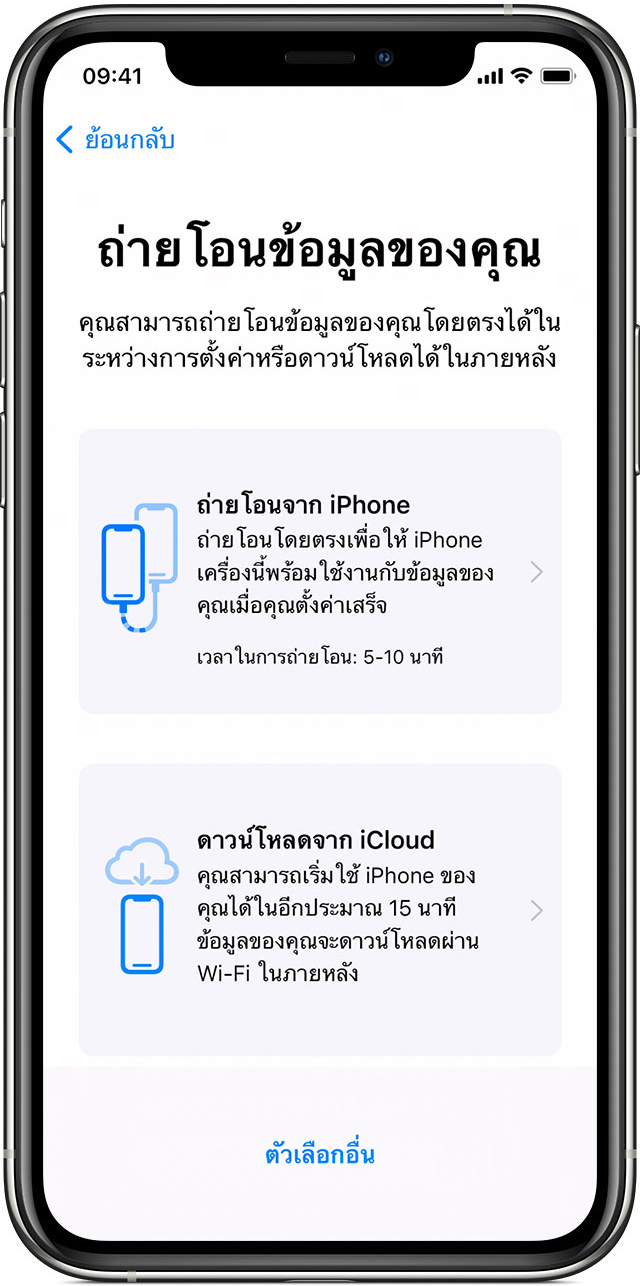 09:41
ย้อนกลับ
ถ่ายโอนข้อมูลของคุณ
คุณสามารถถ่ายโอนข้อมูลของคุณโดยตรงได้ใน
ระหว่างการตั้งค่าหรือดาวน์โหลดได้ในภายหลัง
ถ่ายโอนจาก iPhone
ถ่ายโอนโดยตรงเพื่อให้ iPhone
เครื่องนี้พร้อมใช้งานกับข้อมูลของ
คุณเมื่อคุณตั้งค่าเสร็จ
เวลาในการถ่ายโอน: 5-10 นาที
ดาวน์โหลดจาก iCloud
คุณสามารถเริ่มใช้ iPhone ของ
คุณได้ในอีกประมาณ 15 นาที
ข้อมูลของคุณจะดาวน์โหลดผ่าน
Wi-Fi ในภายหลัง
ตัวเลือกอื่น